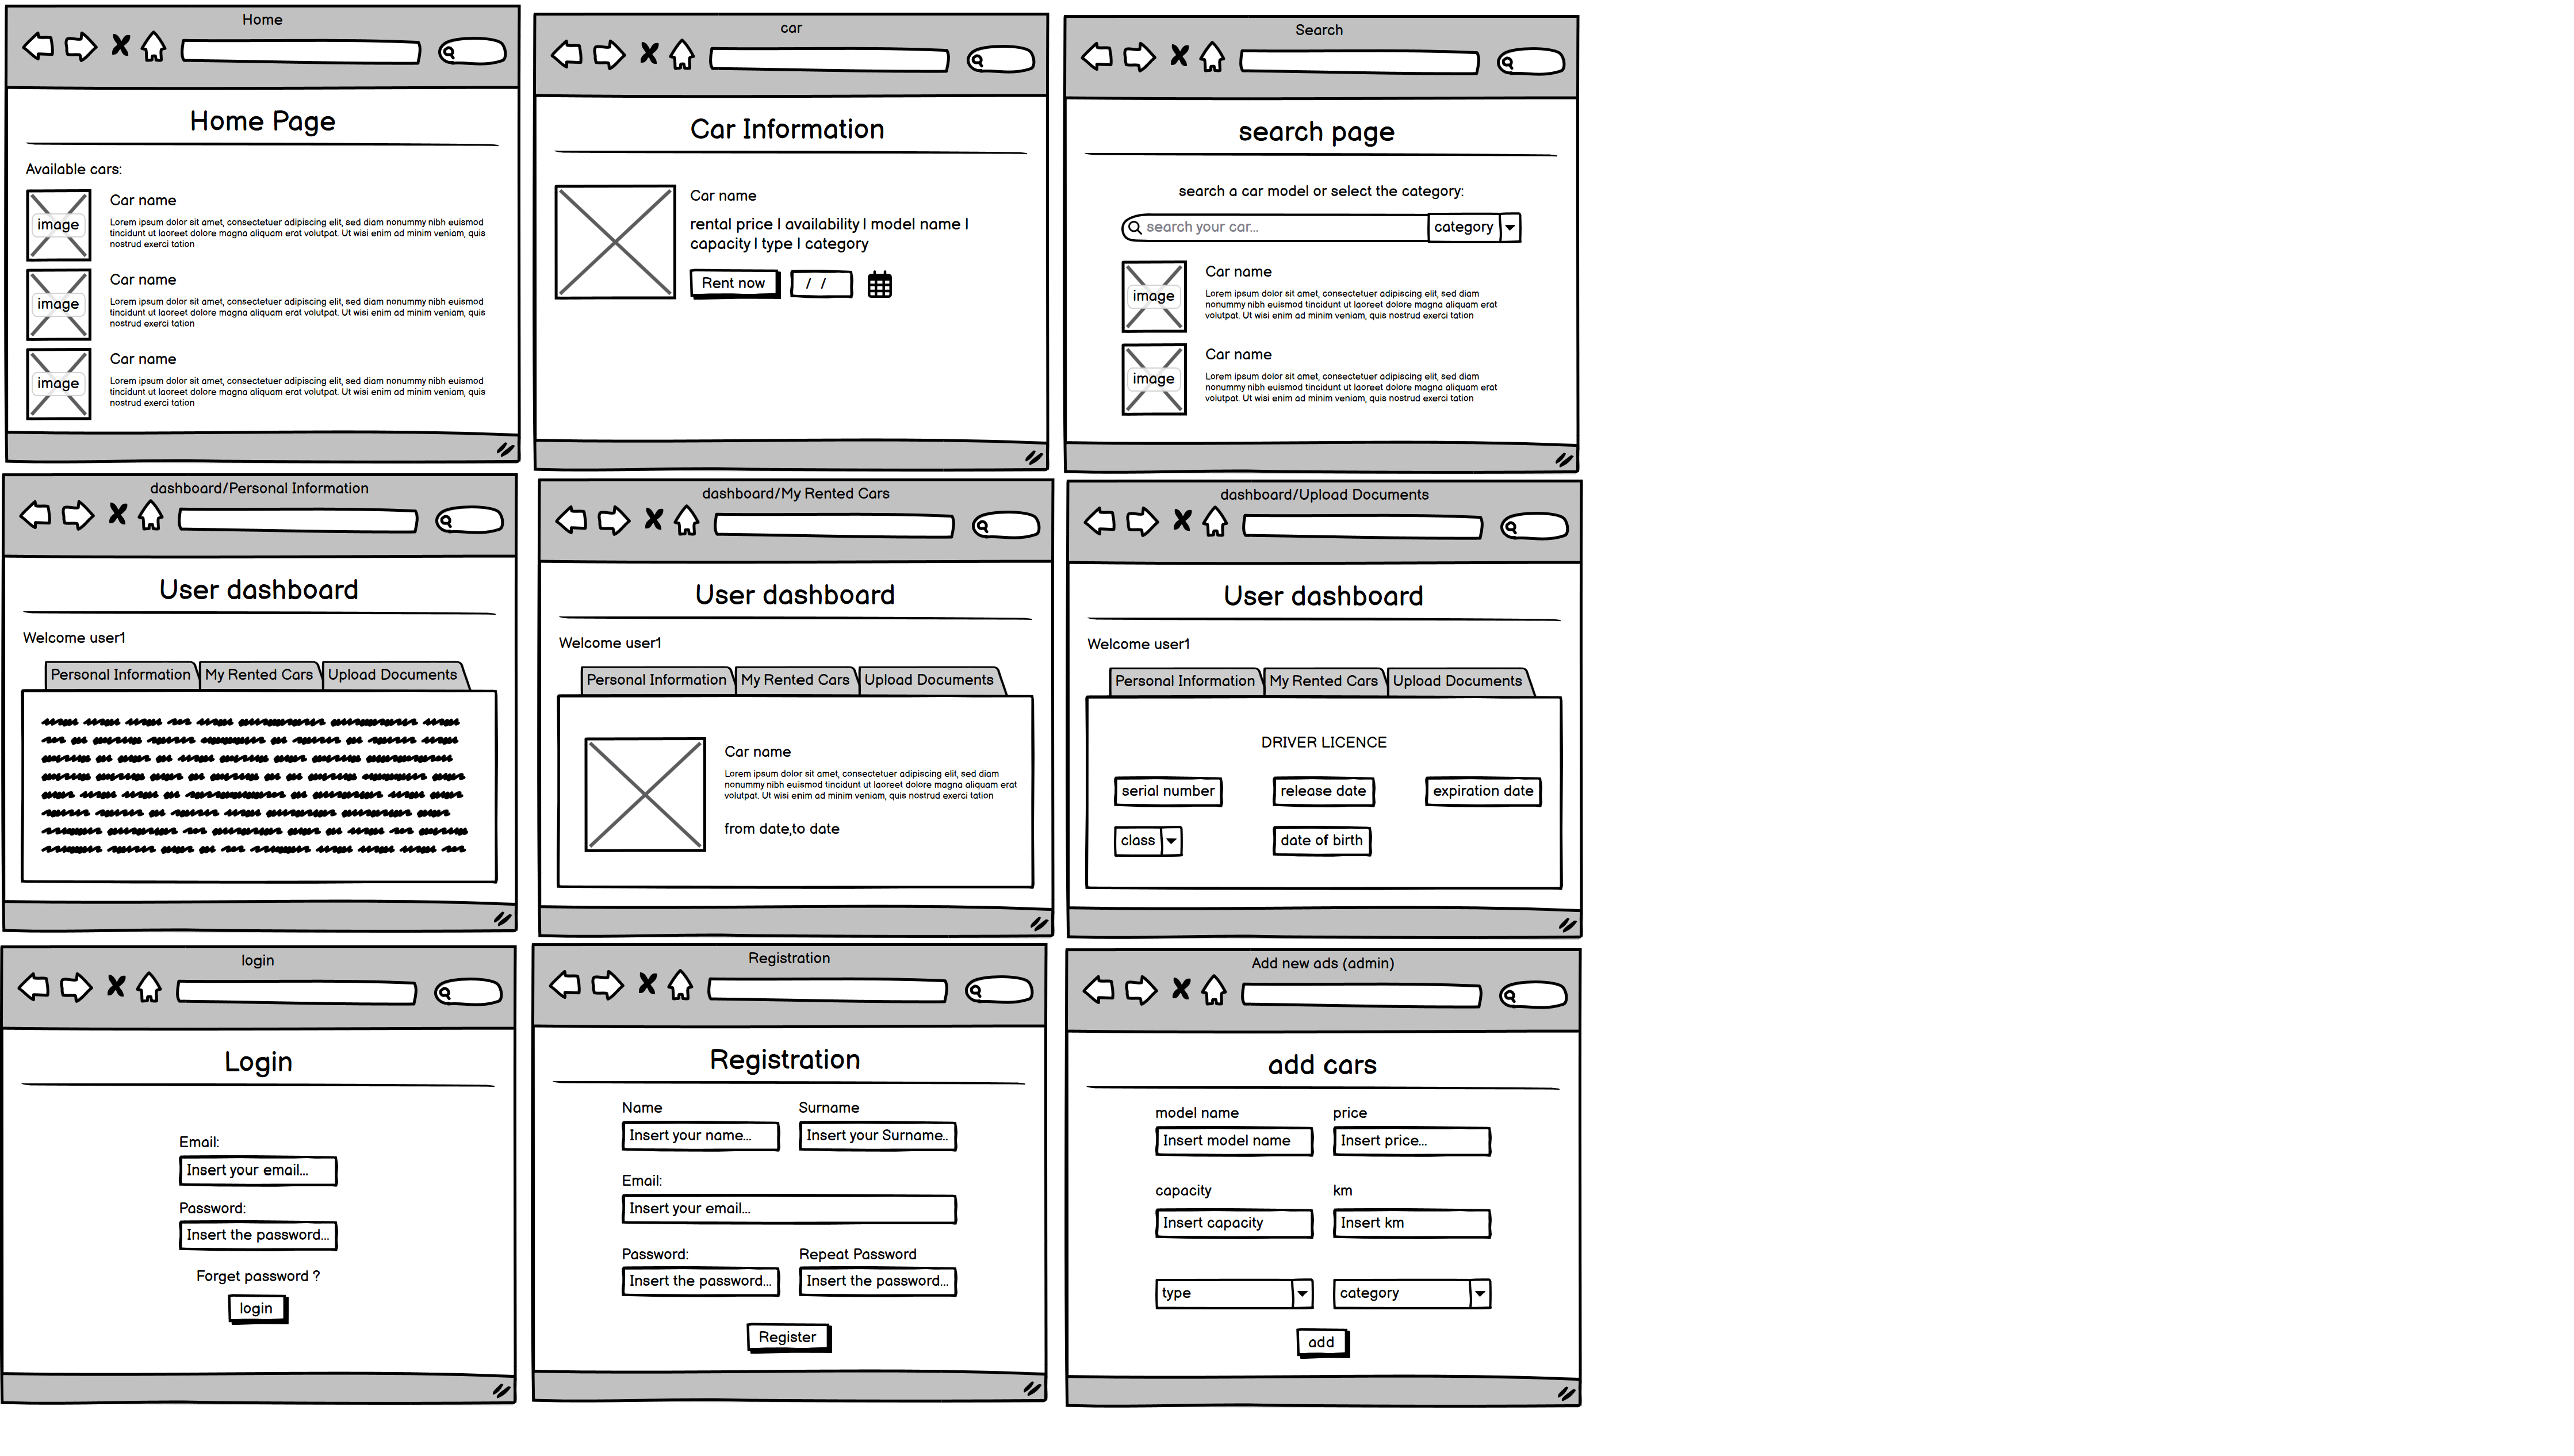 Home
Home Page
Available cars:
image
Car name
Lorem ipsum dolor sit amet, consectetuer adipiscing elit, sed diam nonummy nibh euismod
tincidunt ut laoreet dolore magna aliquam erat volutpat. Ut wisi enim ad minim veniam, quis
nostrud exerci tation
image
Car name
Lorem ipsum dolor sit amet, consectetuer adipiscing elit, sed diam nonummy nibh euismod
tincidunt ut laoreet dolore magna aliquam erat volutpat. Ut wisi enim ad minim veniam, quis
nostrud exerci tation
image
Car name
Lorem ipsum dolor sit amet, consectetuer adipiscing elit, sed diam nonummy nibh euismod
tincidunt ut laoreet dolore magna aliquam erat volutpat. Ut wisi enim ad minim veniam, quis
nostrud exerci tation
car
Car Information
Car name
rental price | availability | model name |
capacity | type | category
Rent now
/ /
Search
search page
search a car model or select the category:
search your car...
category
image
Car name
Lorem ipsum dolor sit amet, consectetuer adipiscing elit, sed diam
nonummy nibh euismod tincidunt ut laoreet dolore magna aliquam erat
volutpat. Ut wisi enim ad minim veniam, quis nostrud exerci tation
image
Car name
Lorem ipsum dolor sit amet, consectetuer adipiscing elit, sed diam
nonummy nibh euismod tincidunt ut laoreet dolore magna aliquam erat
volutpat. Ut wisi enim ad minim veniam, quis nostrud exerci tation
dashboard/Personal Information
User dashboard
Welcome user1
Personal Information
My Rented Cars
Upload Documents
dashboard/My Rented Cars
User dashboard
Welcome user1
Personal Information
My Rented Cars
Upload Documents
Car name
Lorem ipsum dolor sit amet, consectetuer adipiscing elit, sed diam
nonummy nibh euismod tincidunt ut laoreet dolore magna aliquam erat
volutpat. Ut wisi enim ad minim veniam, quis nostrud exerci tation
from date,to date
dashboard/Upload Documents
User dashboard
Welcome user1
Personal Information
My Rented Cars
Upload Documents
DRIVER LICENCE
serial number
release date
expiration date
class
date of birth
login
Login
Email:
Insert your email...
Password:
Insert the password...
Forget password ?
login
Registration
Registration
Name
Surname
Insert your name...
Insert your Surname..
Email:
Insert your email...
Password:
Repeat Password
Insert the password...
Insert the password...
Register
Add new ads (admin)
add cars
model name
price
Insert model name
Insert price...
capacity
km
Insert capacity
Insert km
type
category
add